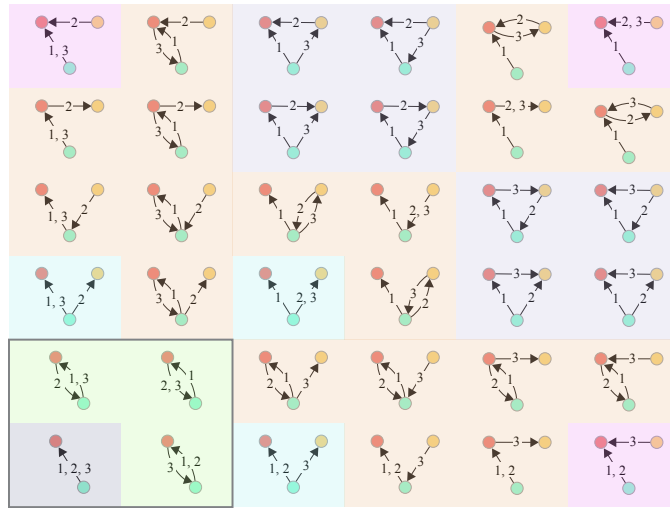 2 2 2 2 2 2, 3
1, 3 3 1 1 3 1 3 3 1 1
2 2 2 2 2, 3 3
1, 3 3 1 1 3 1 3 1 2 1
3 3
1, 3 2 3 1 2 1 2 3 1 2, 3 1 2 1 2
3 3
1, 3 2 3 1 2 1 2, 3 1 3 2 1 2 1 2
3 3
2 1, 3 2, 3 1 2 1 3 2 1 3 2 1 2 1
3 3
1, 2, 3 3 1, 2 1, 2 3 1, 2 3 1, 2 1, 2